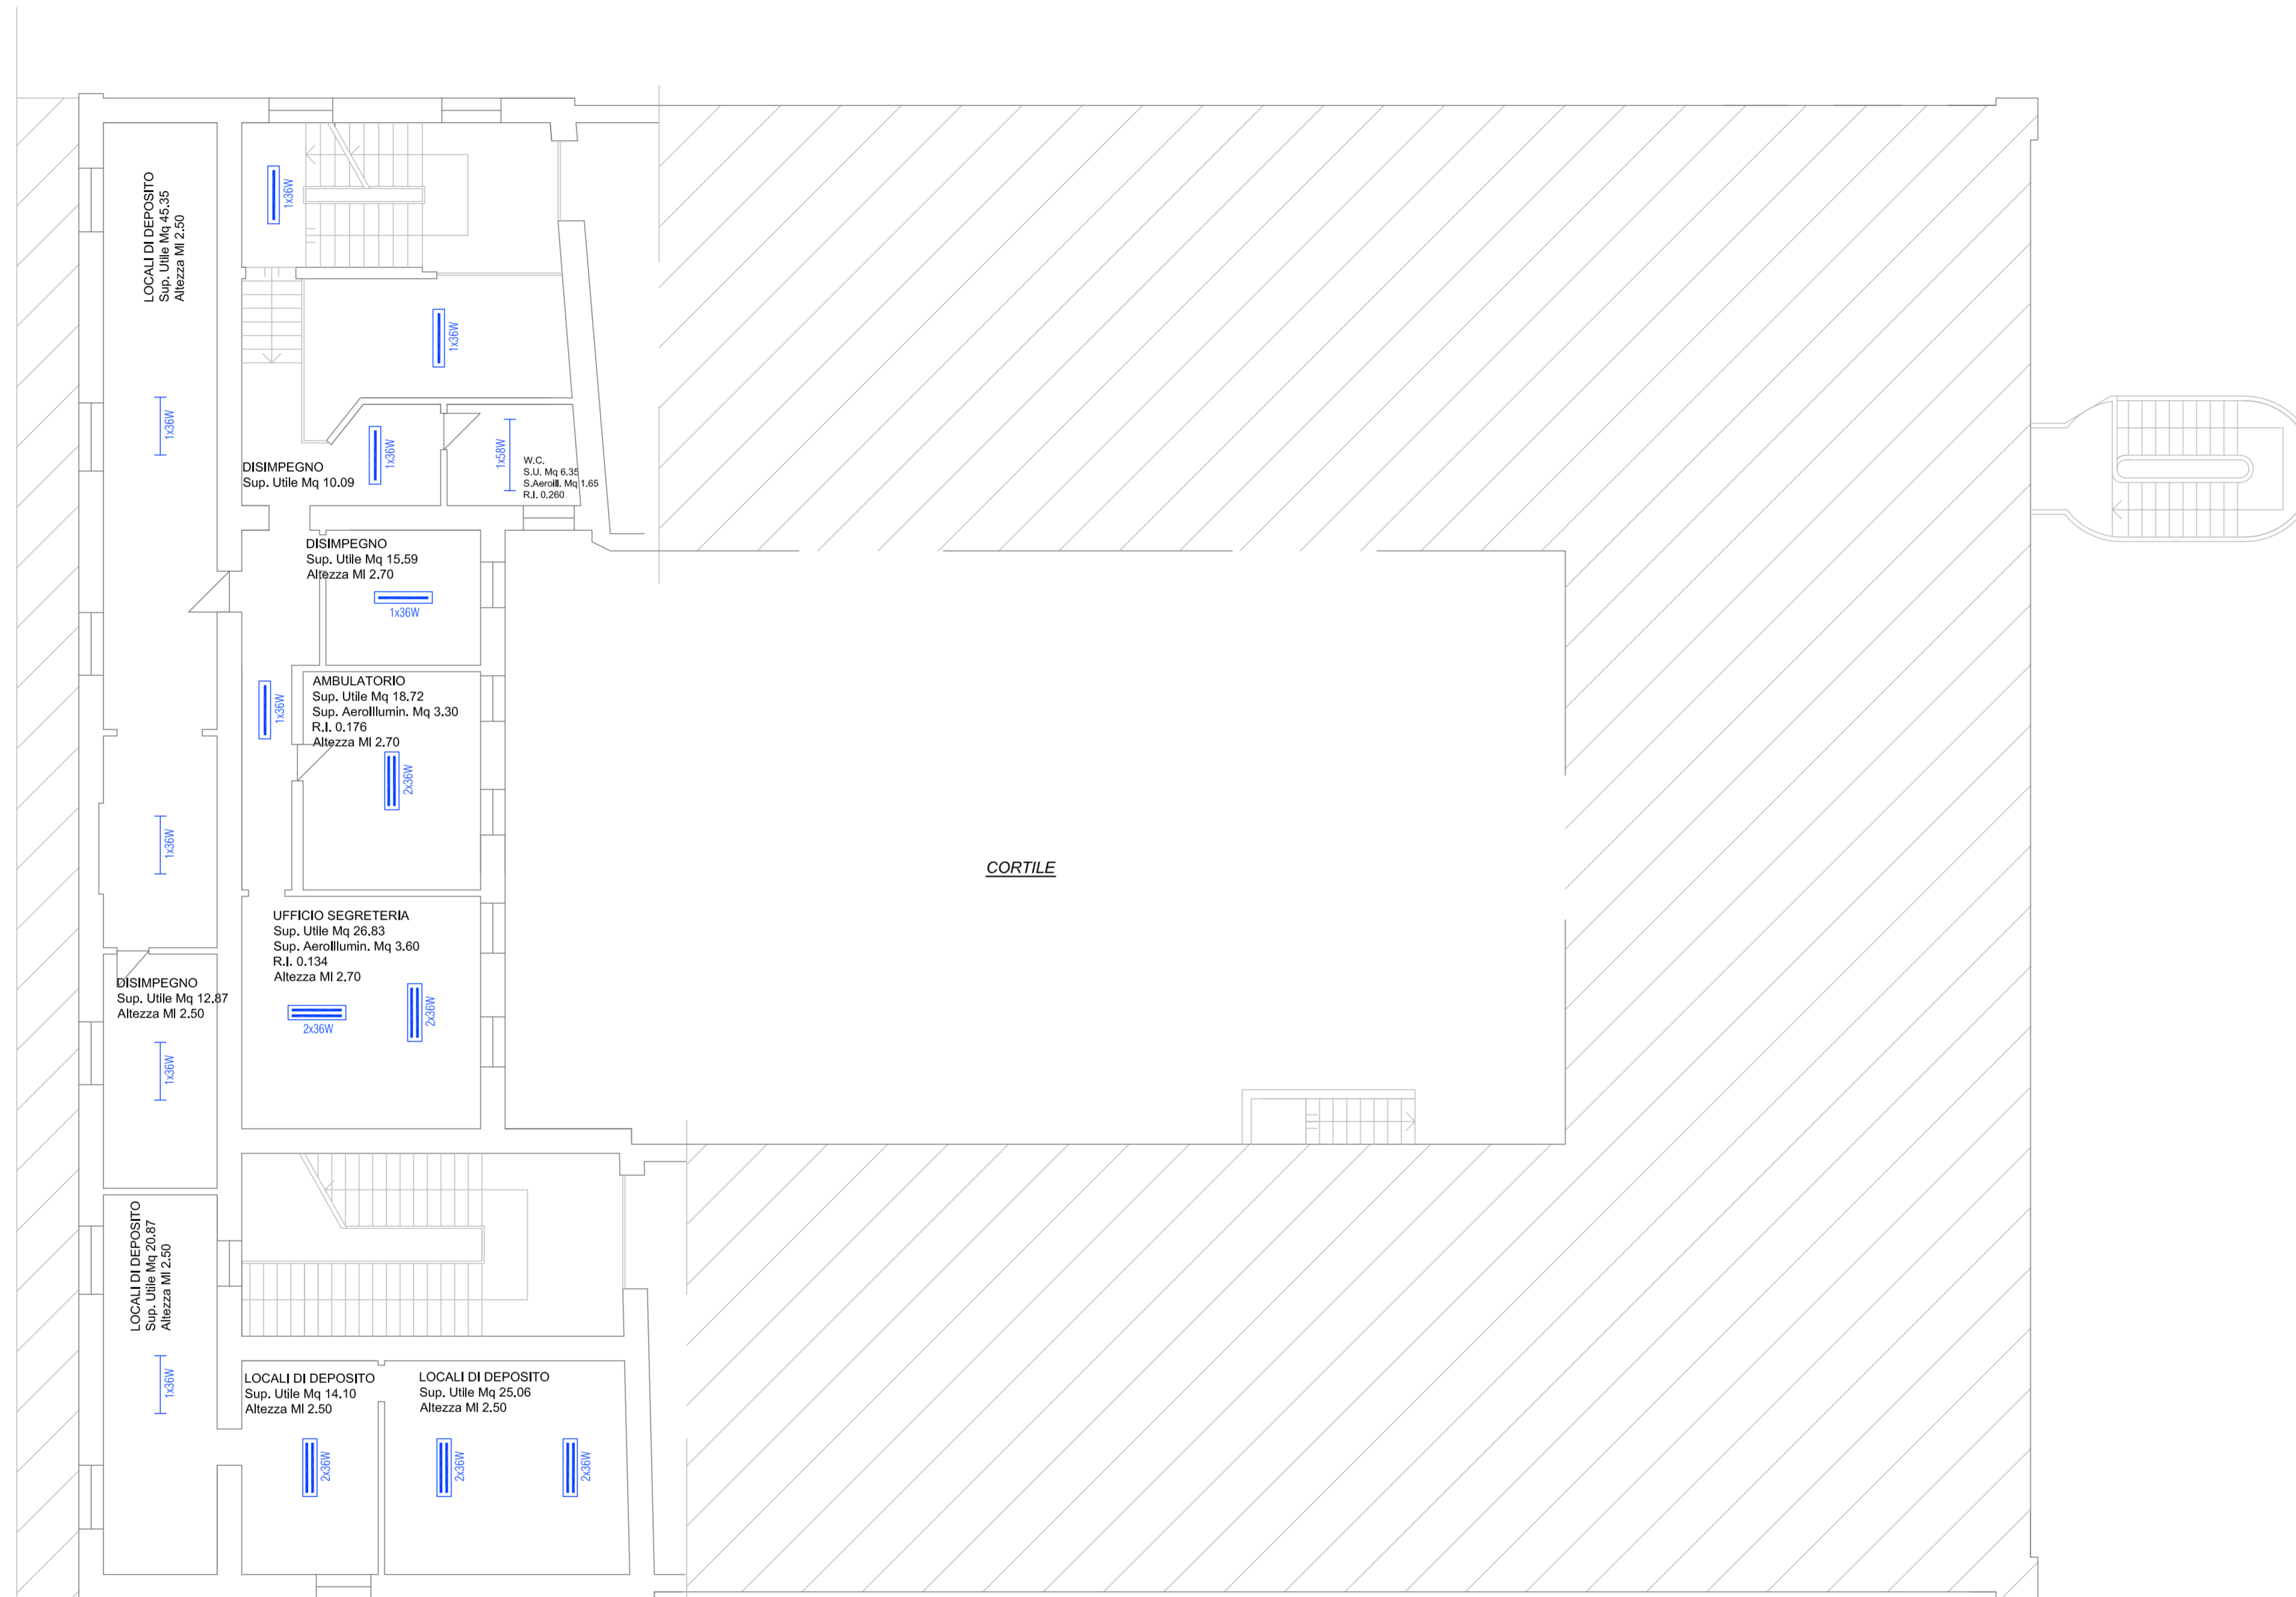 LOCALI DI DEPOSITO
Sup. Utile Mq 45.35
Altezza Ml 2.50
1x36W
1x36W
1x36W
DISIMPEGNO
Sup. Utile Mq 10.09
1x36W
1x58W
W.C.
S.U. Mq 6.35
S.Aeroill. Mq 1.65
R.I. 0.260
DISIMPEGNO
Sup. Utile Mq 15.59
Altezza Ml 2.70
1x36W
1x36W
AMBULATORIO
Sup. Utile Mq 18.72
Sup. AeroIllumin. Mq 3.30
R.I. 0.176
Altezza Ml 2.70
2x36W
1x36W
CORTILE
UFFICIO SEGRETERIA
Sup. Utile Mq 26.83
Sup. AeroIllumin. Mq 3.60
R.I. 0.134
Altezza Ml 2.70
2x36W
2x36W
DISIMPEGNO
Sup. Utile Mq 12.87
Altezza Ml 2.50
1x36W
LOCALI DI DEPOSITO
Sup. Utile Mq 20.87
Altezza Ml 2.50
1x36W
LOCALI DI DEPOSITO
Sup. Utile Mq 14.10
Altezza Ml 2.50
2x36W
LOCALI DI DEPOSITO
Sup. Utile Mq 25.06
Altezza Ml 2.50
2x36W
2x36W